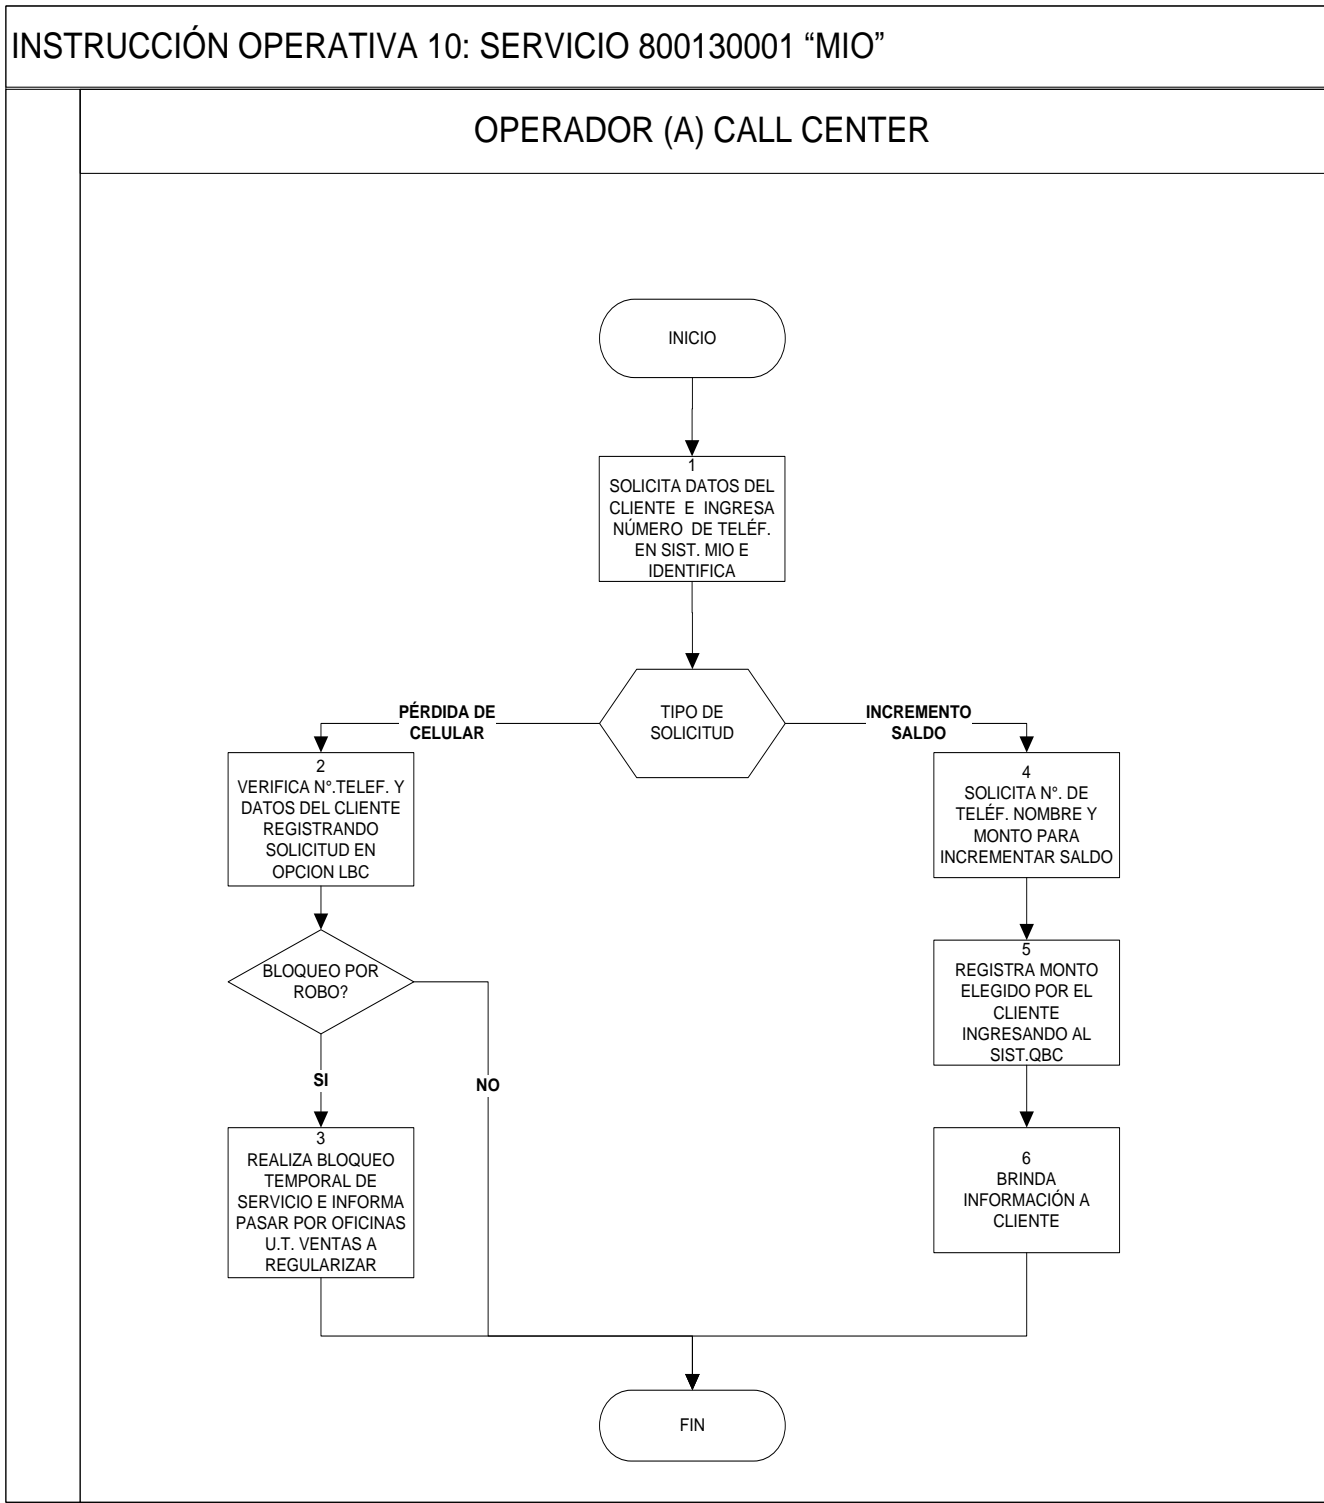 INSTRUCCIÓN OPERATIVA 10: SERVICIO 800130001 “MIO”
OPERADOR (A) CALL CENTER
INICIO
1
SOLICITA DATOS DEL
CLIENTE E INGRESA
NÚMERO DE TELÉF.
EN SIST. MIO E
IDENTIFICA
TIPO DE
SOLICITUD
PÉRDIDA DE
CELULAR
INCREMENTO
SALDO
2
VERIFICA N°.TELEF. Y
DATOS DEL CLIENTE
REGISTRANDO
SOLICITUD EN
OPCION LBC
BLOQUEO POR
ROBO?
SI
NO
3
REALIZA BLOQUEO
TEMPORAL DE
SERVICIO E INFORMA
PASAR POR OFICINAS
U.T. VENTAS A
REGULARIZAR
4
SOLICITA N°. DE
TELÉF. NOMBRE Y
MONTO PARA
INCREMENTAR SALDO
5
REGISTRA MONTO
ELEGIDO POR EL
CLIENTE
INGRESANDO AL
SIST.QBC
6
BRINDA
INFORMACIÓN A
CLIENTE
FIN